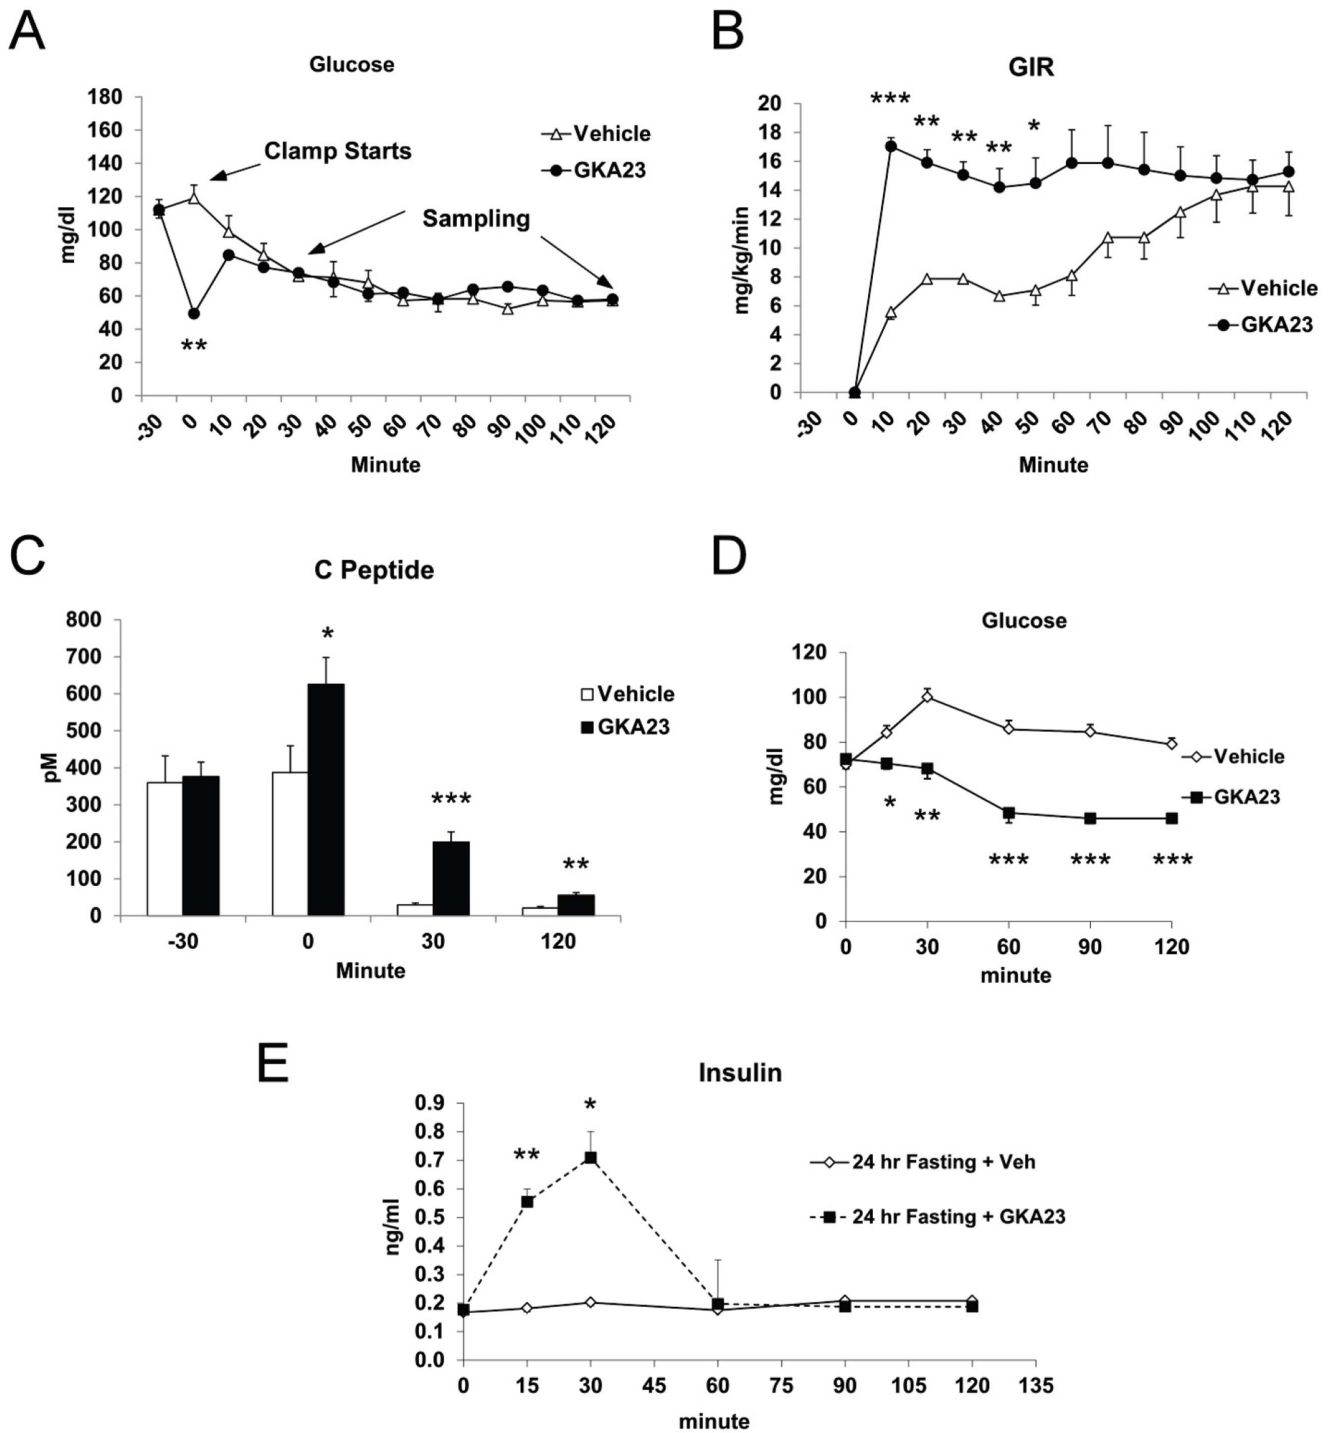 A
Glucose
180
160
140
120
100
80
60
40
20
0
mg/dl
Clamp Starts
Sampling
Vehicle
GKA23
**
-30 0 10 20 30 40 50 60 70 80 90 100 110 120
Minute
B
GIR
20
18
16
14
12
10
8
6
4
2
0
mg/kg/min
*** ** ** ** *
Vehicle
GKA23
-30 0 10 20 30 40 50 60 70 80 90 100 110 120
Minute
C
C Peptide
800
700
600
500
400
300
200
100
0
pM
*
***
**
Vehicle
GKA23
-30 0 30 120
Minute
D
Glucose
120
100
80
60
40
20
0
mg/dl
Vehicle
GKA23
* **
*** *** ***
0 30 60 90 120
minute
E
Insulin
0.9
0.8
0.7
0.6
0.5
0.4
0.3
0.2
0.1
0.0
ng/ml
*
**
24 hr Fasting + Veh
24 hr Fasting + GKA23
0 15 30 45 60 75 90 105 120 135
minute